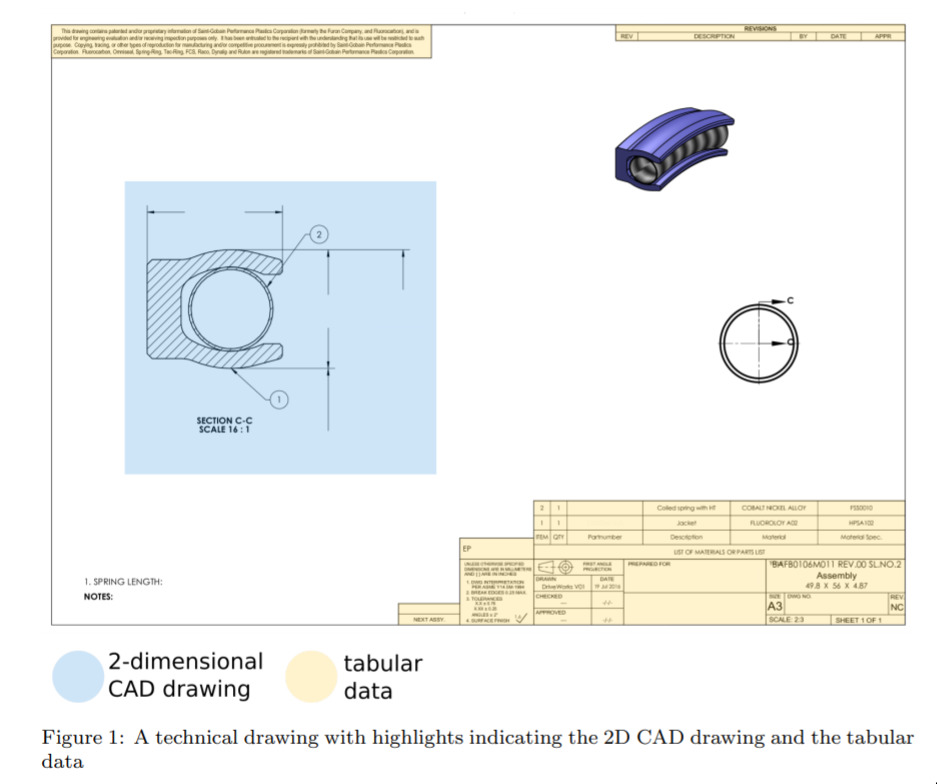 This drawing contains patented and/or proprietary information of Saint-Gobain Performance Plastics Corporation (formerly the Furon Company, and Fluorocarbon), and is
provided for engineering evaluation and/or receiving inspection purposes only. It has been entrusted to the recipient with the understanding that its use will be restricted to such
purpose. Copying, tracing, or other types of reproduction for manufacturing and/or competitive procurement is expressly prohibited by Saint-Gobain Performance Plastics
Corporation. Fluorocarbon, Omniseal, Spring-Ring, Tec-Ring, FCS, Raco, Dynalip and Rulon are registered trademarks of Saint-Gobain Performance Plastics Corporation.
REVISIONS
REV DESCRIPTION BY DATE APPR
2
1
SECTION C-C
SCALE 16 : 1
C
C
1. SPRING LENGTH:
NOTES:
2 1 Coiled spring with HT COBALT NICKEL ALLOY FSS0010
1 1 Jacket FLUOROLOY A02 HPSA102
ITEM QTY Partnumber Description Material Material Spec.
LIST OF MATERIALS OR PARTS LIST
EP
UNLESS OTHERWISE SPECIFIED
DIMENSIONS ARE IN MILLIMETERS
AND [ ] ARE IN INCHES
1. DWG INTERPRETATION
PER ASME Y14.5M 1994
2. BREAK EDGES 0.25 MAX.
3. TOLERANCES
4. SURFACE FINISH
NEXT ASSY.
FIRST ANGLE
PROJECTION
DRAWN DATE
DriveWorks V01
CHECKED
-- -/-/-
APPROVED
-- -/-/-
PREPARED FOR
BAFB0106M011 REV.00 SL.NO.2
Assembly
49.8 X 56 X 4.87
SIZE DWG NO. REV
A3 NC
SCALE: 2:3 SHEET 1 OF 1
2-dimensional
CAD drawing
tabular
data
Figure 1: A technical drawing with highlights indicating the 2D CAD drawing and the tabular
data